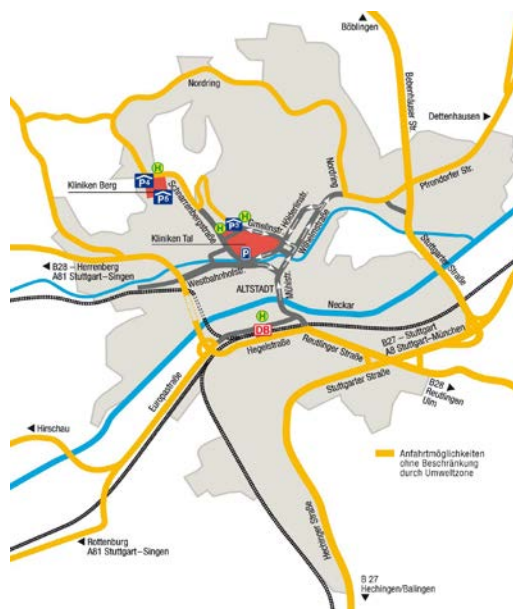 Böblingen
Nordring
Bebenhäuser Str.
Dettenhausen
Nordring
Pfrondorfer Str.
H
P4
Kliniken Berg
P5
Schnarrenbergstraße
H
H
P3
Gmelinstr.
Hölderlinstr.
Wilhelmstraße
Kliniken Tal
P
Stuttgarter Straße
B28 – Herrenberg
A81 Stuttgart–Singen
Westbahnhofstr.
ALTSTADT
Mühlstr.
Neckar
H
DB
Hegelstraße
Reutlinger Straße
B27 – Stuttgart
A8 Stuttgart–München
Stuttgarter Straße
Europastraße
B28
Reutlingen
Ulm
Hirschau
Anfahrtmöglichkeiten
ohne Beschränkung
durch Umweltzone
Rottenburg
A81 Stuttgart–Singen
Hechinger Straße
B 27
Hechingen/Balingen